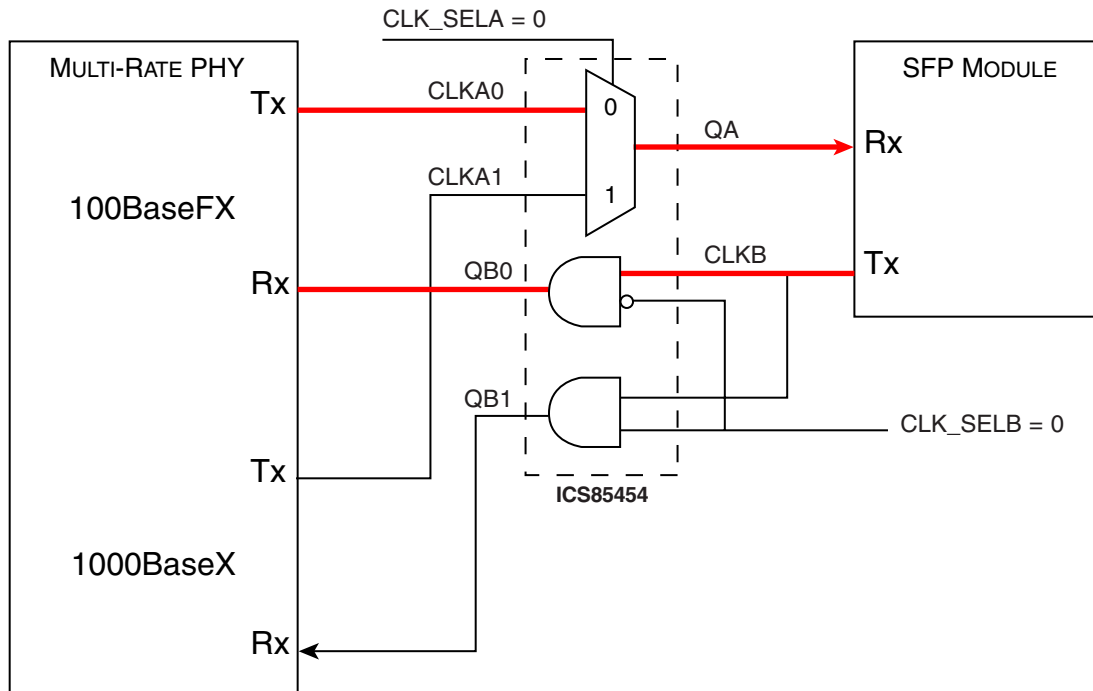 CLK_SELA = 0
MULTI-RATE PHY
SFP MODULE
Tx
CLKA0
0
QA
Rx
CLKA1
1
100BaseFX
Rx
QB0
CLKB
Tx
QB1
CLK_SELB = 0
Tx
ICS85454
1000BaseX
Rx